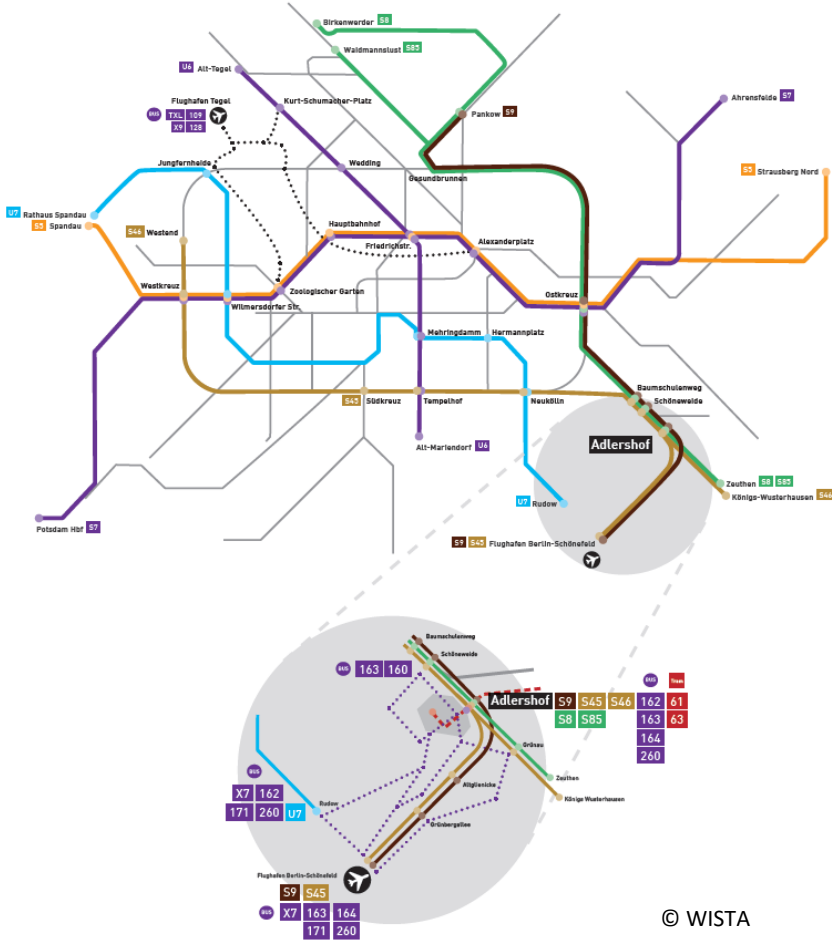 Birkenwerder S8
Waidmannslust S85
U6 Alt-Tegel
Flughafen Tegel
BUS TXL 109
X9 128
Kurt-Schumacher-Platz
Pankow S9
Ahrensfelde S7
Jungfernheide
Wedding
Gesundbrunnen
S5 Strausberg Nord
U7 Rathaus Spandau
S5 Spandau
S46 Westend
Hauptbahnhof
Friedrichstr.
Alexanderplatz
Westkreuz
Zoologischer Garten
Wilmersdorfer Str.
Ostkreuz
Mehringdamm
Hermannplatz
S45
Südkreuz
Tempelhof
Neukölln
Baumschulenweg
Schöneweide
Alt-Mariendorf U6
Adlershof
Zeuthen S8 S85
Königs-Wusterhausen S46
U7 Rudow
Potsdam Hbf S7
S9 S45 Flughafen Berlin-Schönefeld
Baumschulenweg
Schöneweide
BUS 163 160
BUS Tram
Adlershof S9 S45 S46 162 61
S8 S85 163 63
164
260
Grünau
BUS
X7 162
171 260 U7
Rudow
Altglienicke
Zeuthen
Königs Wusterhausen
Grünbergallee
Flughafen Berlin-Schönefeld
S9 S45
BUS X7 163 164
171 260
© WISTA